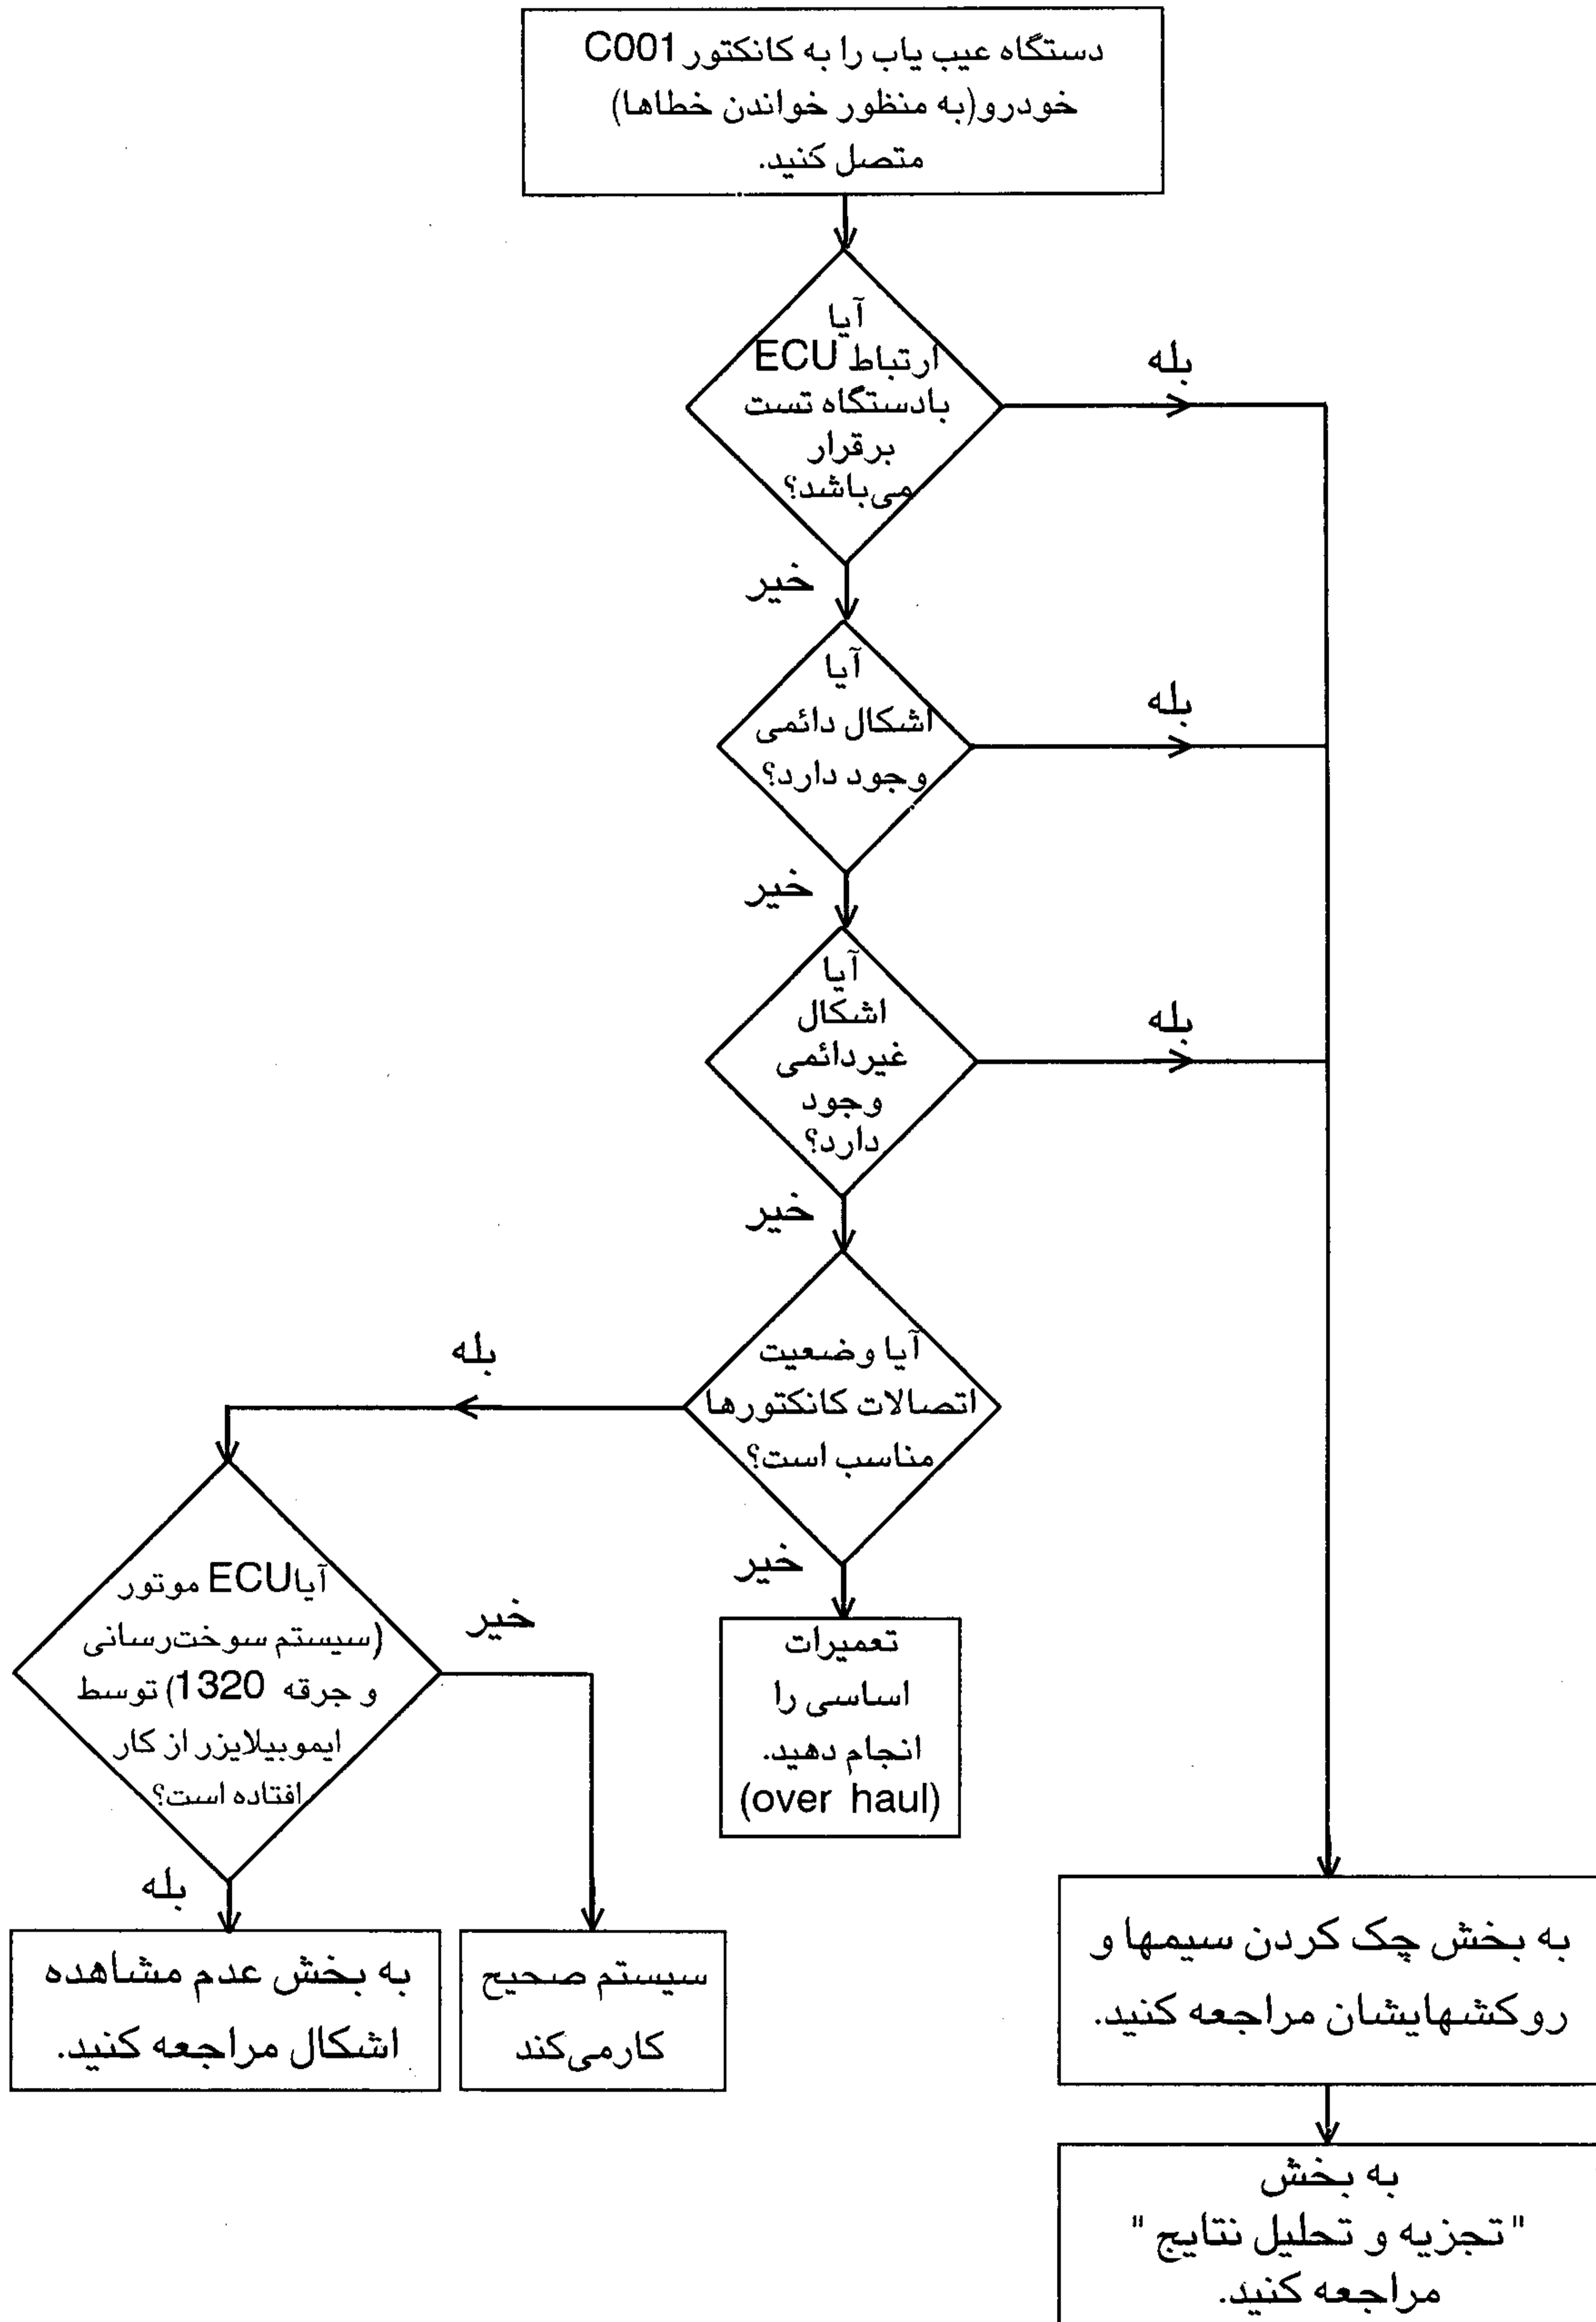 دستگاه عیب یاب را به کانکتور C001
خودرو(به منظور خواندن خطاها)
متصل کنید.
آیا
ارتباط ECU
بادستگاه تست
برقرار
می‌باشد؟
بله
خیر
آیا
اشکال دائمی
وجود دارد؟
بله
خیر
آیا
اشکال
غیردائمی
وجود
دارد؟
بله
خیر
آیا وضعیت
اتصالات کانکتورها
مناسب است؟
بله
خیر
تعمیرات
اساسی را
انجام دهید.
(over haul)
آیا ECU موتور
(سیستم سوخت‌رسانی
و جرقه 1320) توسط
ایموبیلایزر از کار
افتاده است؟
خیر
بله
به بخش چک کردن سیمها و
روکشهایشان مراجعه کنید.
سیستم صحیح
کارمی‌کند
به بخش عدم مشاهده
اشکال مراجعه کنید.
به بخش
"تجزیه و تحلیل نتایج"
مراجعه کنید.